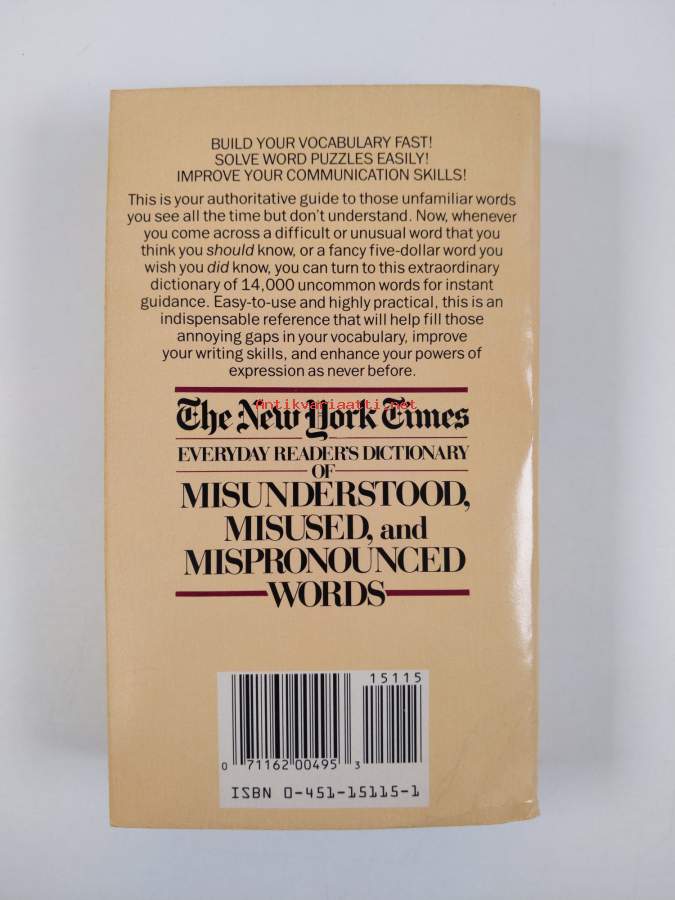 BUILD YOUR VOCABULARY FAST!
SOLVE WORD PUZZLES EASILY!
IMPROVE YOUR COMMUNICATION SKILLS!
This is your authoritative guide to those unfamiliar words
you see all the time but don't understand. Now, whenever
you come across a difficult or unusual word that you
think you should know, or a fancy five-dollar word you
wish you did know, you can turn to this extraordinary
dictionary of 14,000 uncommon words for instant
guidance. Easy-to-use and highly practical, this is an
indispensable reference that will help fill those
annoying gaps in your vocabulary, improve
your writing skills, and enhance your powers of
expression as never before.
Antikvariaatti.net
The New York Times
EVERYDAY READER'S DICTIONARY
OF
MISUNDERSTOOD,
MISUSED, and
MISPRONOUNCED
WORDS
15115
0 71162 00495 3
ISBN 0-451-15115-1